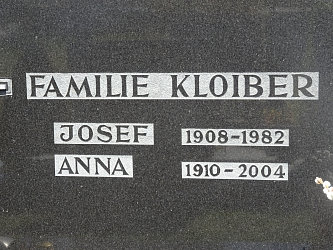 FAMILIE KLOIBER
JOSEF 1908-1982
ANNA 1910-2004